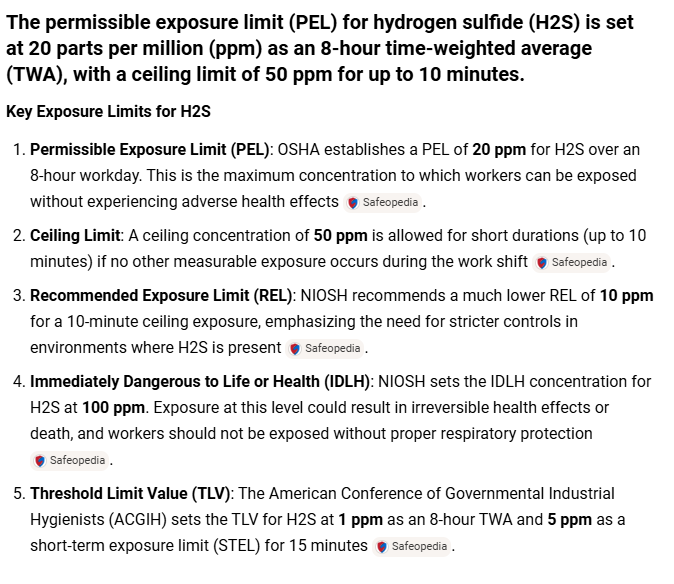 The permissible exposure limit (PEL) for hydrogen sulfide (H2S) is set
at 20 parts per million (ppm) as an 8-hour time-weighted average
(TWA), with a ceiling limit of 50 ppm for up to 10 minutes.
Key Exposure Limits for H2S
1. Permissible Exposure Limit (PEL): OSHA establishes a PEL of 20 ppm for H2S over an
8-hour workday. This is the maximum concentration to which workers can be exposed
without experiencing adverse health effects Safeopedia .
2. Ceiling Limit: A ceiling concentration of 50 ppm is allowed for short durations (up to 10
minutes) if no other measurable exposure occurs during the work shift Safeopedia .
3. Recommended Exposure Limit (REL): NIOSH recommends a much lower REL of 10 ppm
for a 10-minute ceiling exposure, emphasizing the need for stricter controls in
environments where H2S is present Safeopedia .
4. Immediately Dangerous to Life or Health (IDLH): NIOSH sets the IDLH concentration for
H2S at 100 ppm. Exposure at this level could result in irreversible health effects or
death, and workers should not be exposed without proper respiratory protection
Safeopedia .
5. Threshold Limit Value (TLV): The American Conference of Governmental Industrial
Hygienists (ACGIH) sets the TLV for H2S at 1 ppm as an 8-hour TWA and 5 ppm as a
short-term exposure limit (STEL) for 15 minutes Safeopedia .